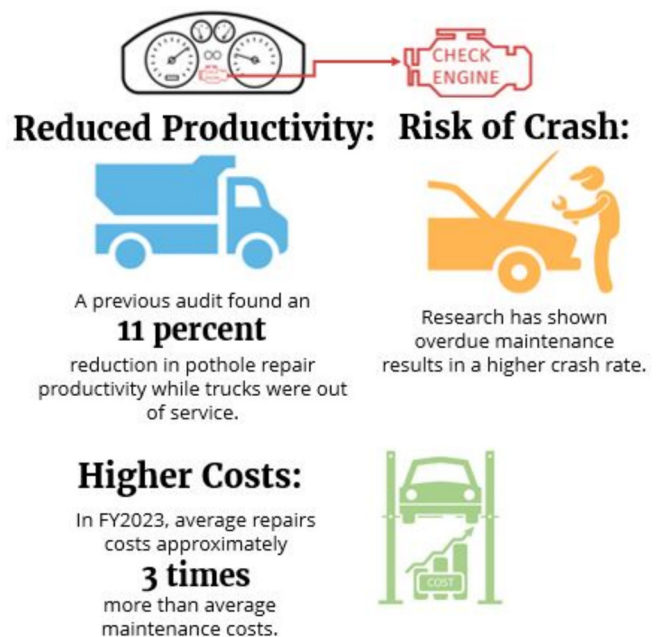 CHECK
ENGINE
Reduced Productivity:
A previous audit found an
11 percent
reduction in pothole repair
productivity while trucks were out
of service.
Risk of Crash:
Research has shown
overdue maintenance
results in a higher crash rate.
Higher Costs:
In FY2023, average repairs
costs approximately
3 times
more than average
maintenance costs.
COST